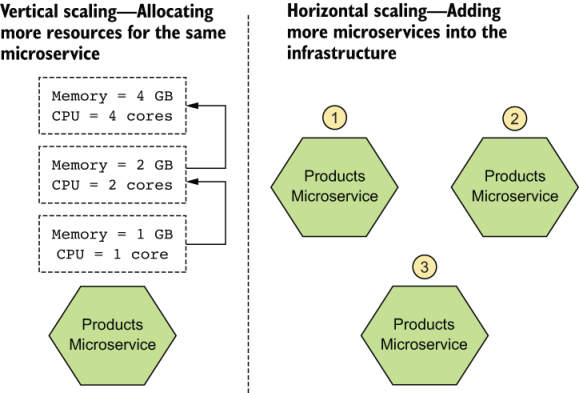 Vertical scaling—Allocating
more resources for the same
microservice
Memory = 4 GB
CPU = 4 cores
Memory = 2 GB
CPU = 2 cores
Memory = 1 GB
CPU = 1 core
Products
Microservice
Horizontal scaling—Adding
more microservices into the
infrastructure
1
Products
Microservice
2
Products
Microservice
3
Products
Microservice